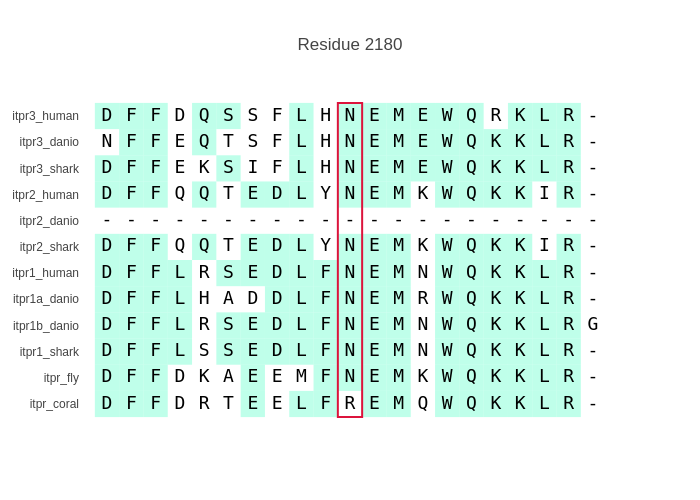 Residue 2180
itpr3_human D F F D Q S S F L H N E M E W Q R K L R -
itpr3_danio N F F E Q T S F L H N E M E W Q K K L R -
itpr3_shark D F F E K S I F L H N E M E W Q K K L R -
itpr2_human D F F Q Q T E D L Y N E M K W Q K K I R -
itpr2_danio - - - - - - - - - - - - - - - - - - - - -
itpr2_shark D F F Q Q T E D L Y N E M K W Q K K I R -
itpr1_human D F F L R S E D L F N E M N W Q K K L R -
itpr1a_danio D F F L H A D D L F N E M R W Q K K L R -
itpr1b_danio D F F L R S E D L F N E M N W Q K K L R G
itpr1_shark D F F L S S E D L F N E M N W Q K K L R -
itpr_fly D F F D K A E E M F N E M K W Q K K L R -
itpr_coral D F F D R T E E L F R E M Q W Q K K L R -